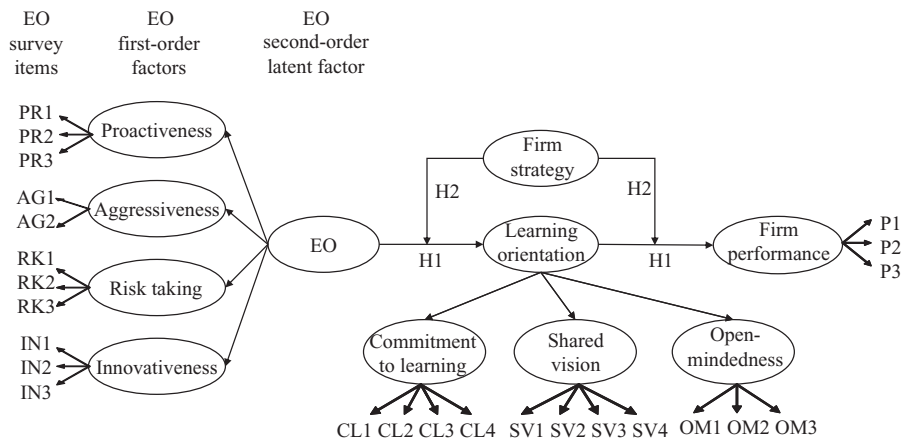 EO
survey
items
EO
first-order
factors
EO
second-order
latent factor
PR1
PR2
PR3
Proactiveness
AG1
AG2
Aggressiveness
RK1
RK2
RK3
Risk taking
IN1
IN2
IN3
Innovativeness
EO
Firm
strategy
H2
H2
H1
Learning
orientation
H1
Firm
performance
P1
P2
P3
Commitment
to learning
Shared
vision
Open-
mindedness
CL1 CL2 CL3 CL4
SV1 SV2 SV3 SV4
OM1 OM2 OM3